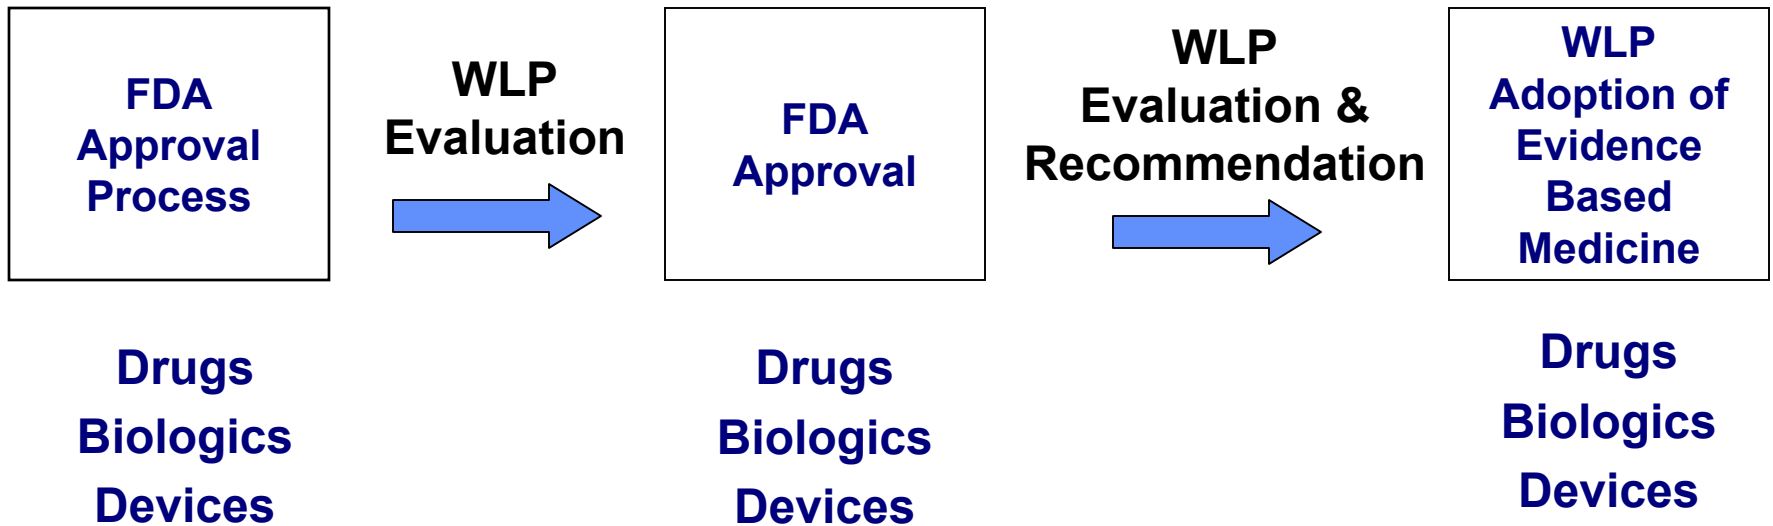 FDA
Approval
Process
WLP
Evaluation
FDA
Approval
WLP
Evaluation &
Recommendation
WLP
Adoption of
Evidence
Based
Medicine
Drugs
Biologics
Devices
Drugs
Biologics
Devices
Drugs
Biologics
Devices